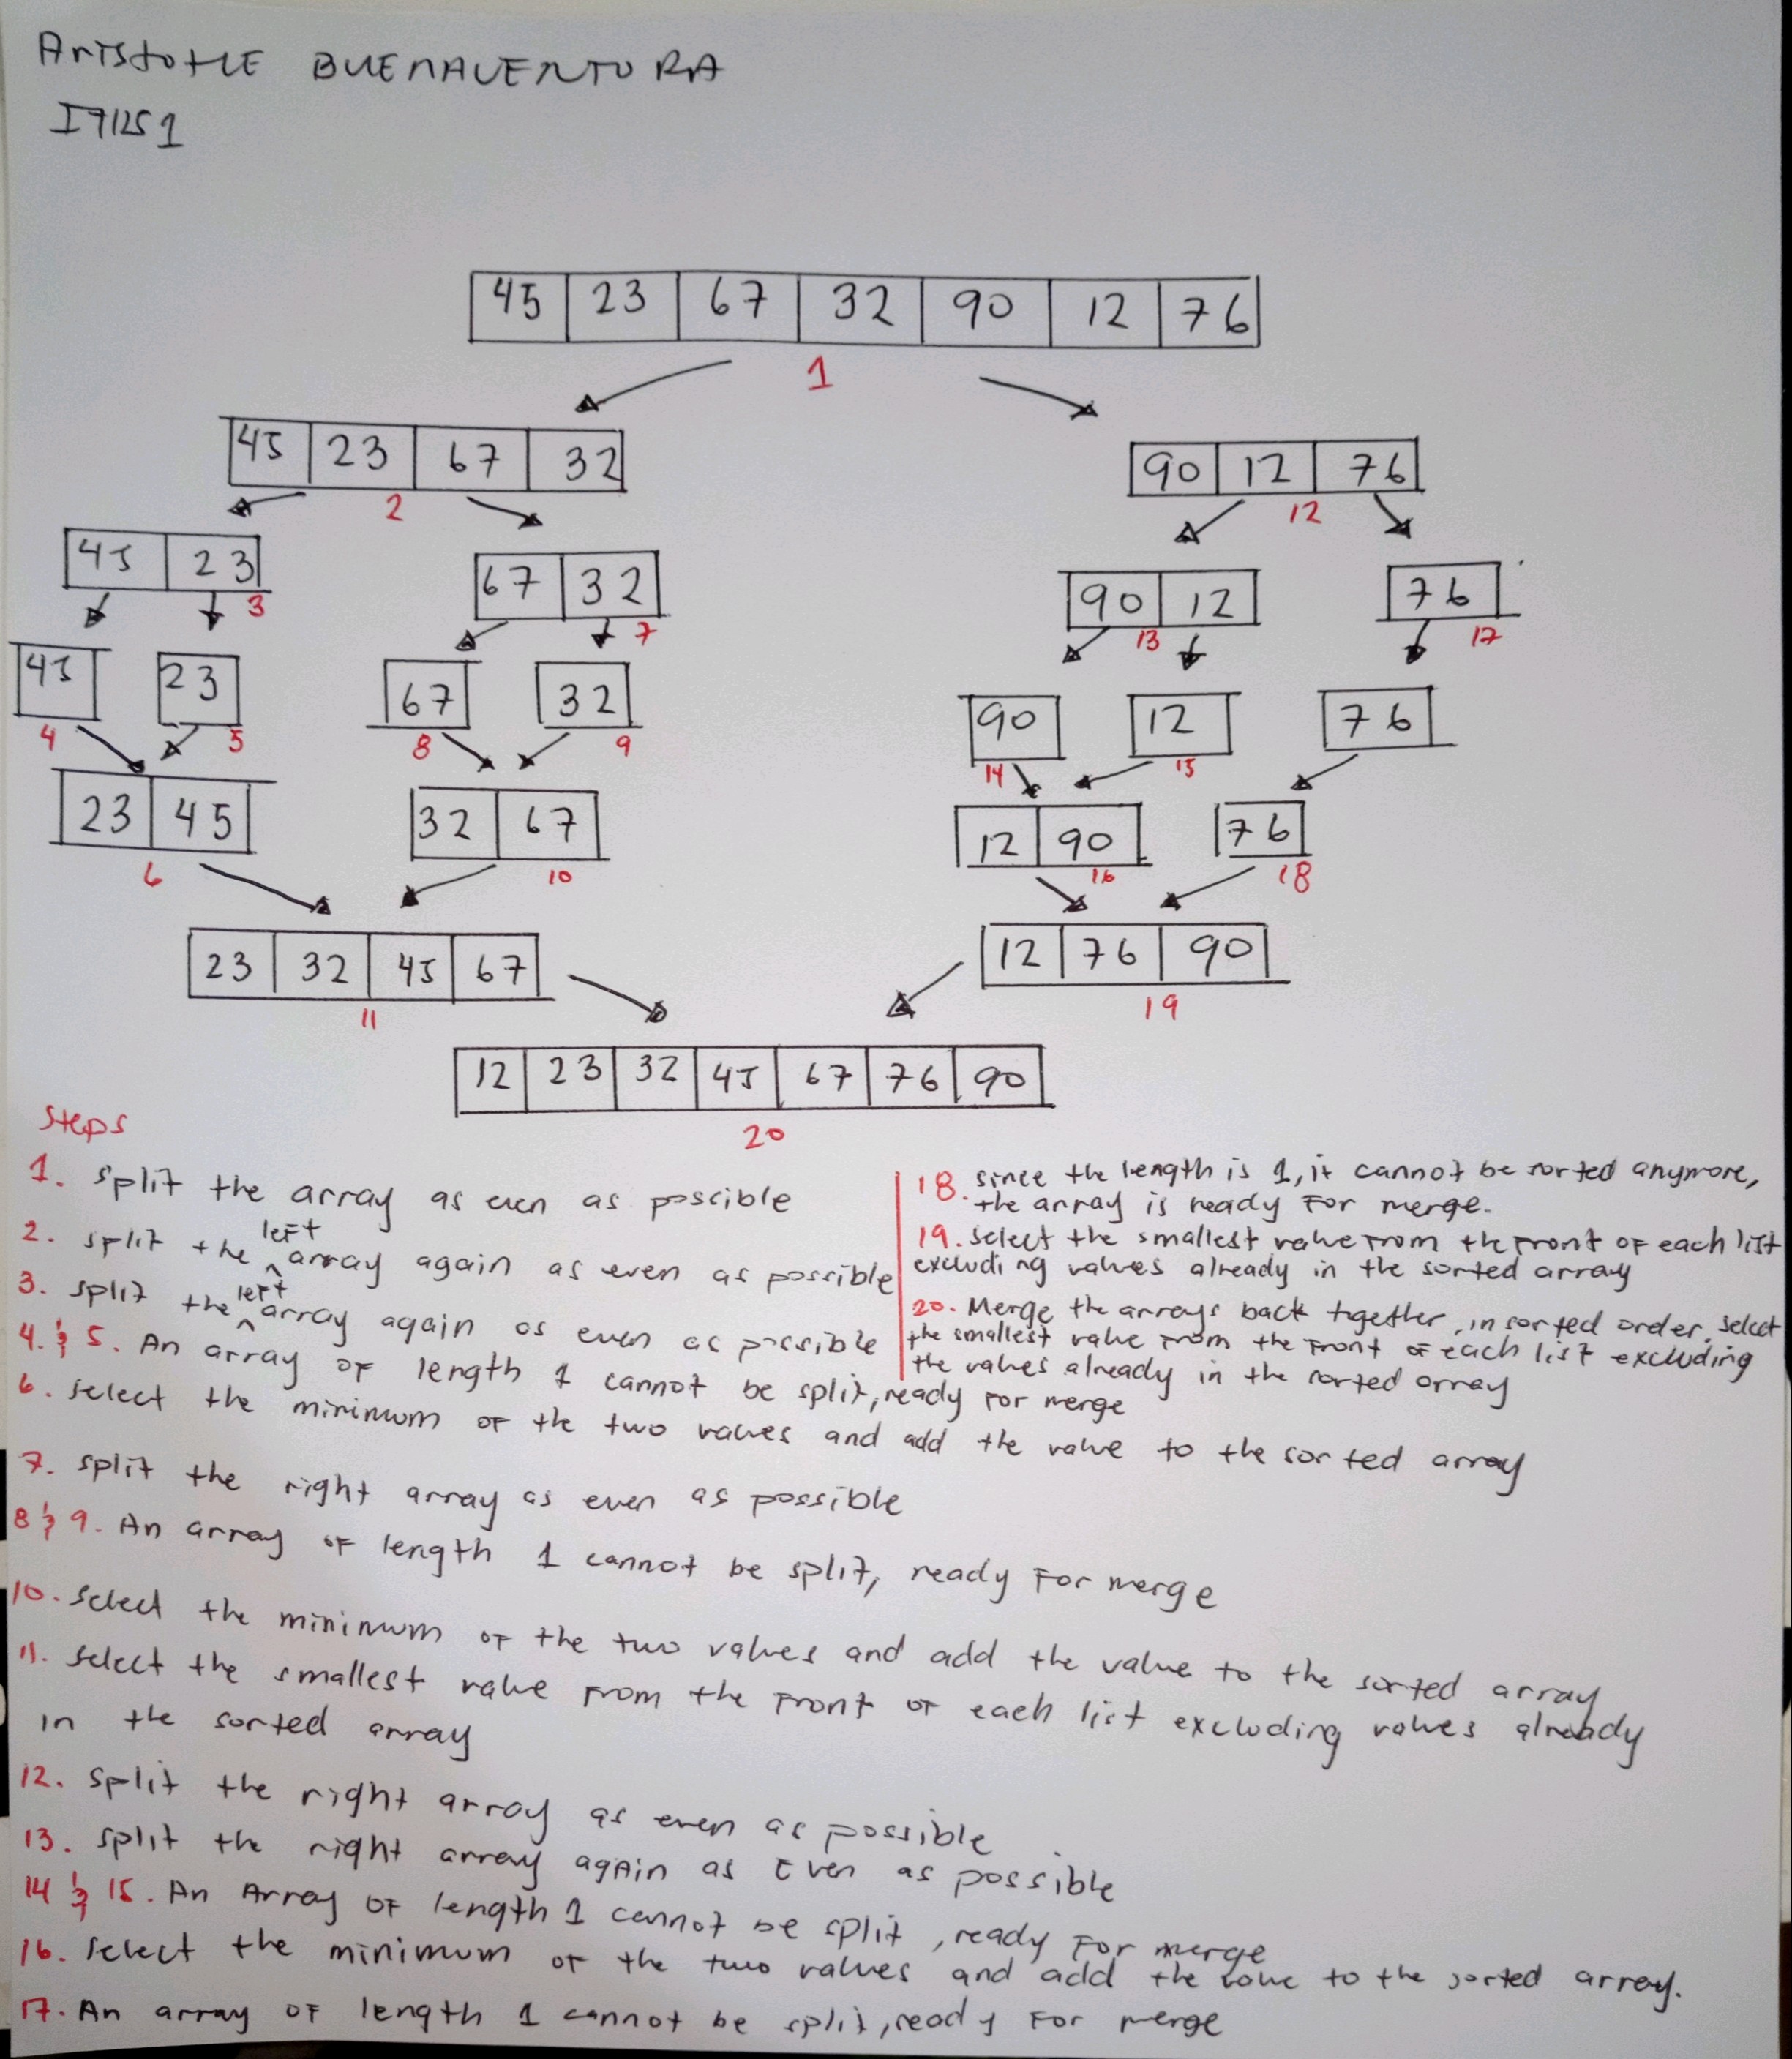 ARISTOTLE BUENAVENTURA
45 23 67 32 90 12 76
1
45 23 67 32
90 12 76
2
12
45 23
67 32
90 12
76
3
7
13
17
45
23
67
32
90
12
76
4
5
8
9
14
15
23 45
32 67
12 90
76
6
10
16
18
23 32 45 67
12 76 90
11
19
12 23 32 45 67 76 90
20
Steps
1. split the array as even as possible
2. split the left array again as even as possible
3. split the left array again as even as possible
4. & 5. An array of length 1 cannot be split, ready for merge
6. select the minimum of the two values and add the value to the sorted array
7. split the right array as even as possible
8 & 9. An array of length 1 cannot be split, ready for merge
10. select the minimum of the two values and add the value to the sorted array
11. select the smallest value from the front of each list excluding values already
in the sorted array
12. split the right array as even as possible
13. split the right array again as even as possible
14 & 15. An Array of length 1 cannot be split, ready for merge
16. select the minimum of the two values and add the value to the sorted array.
17. An array of length 1 cannot be split, ready for merge
18. since the length is 1, it cannot be sorted anymore,
the array is ready for merge.
19. select the smallest value from the front of each list
excluding values already in the sorted array
20. Merge the arrays back together, in sorted order. select
the smallest value from the front of each list excluding
the values already in the sorted array